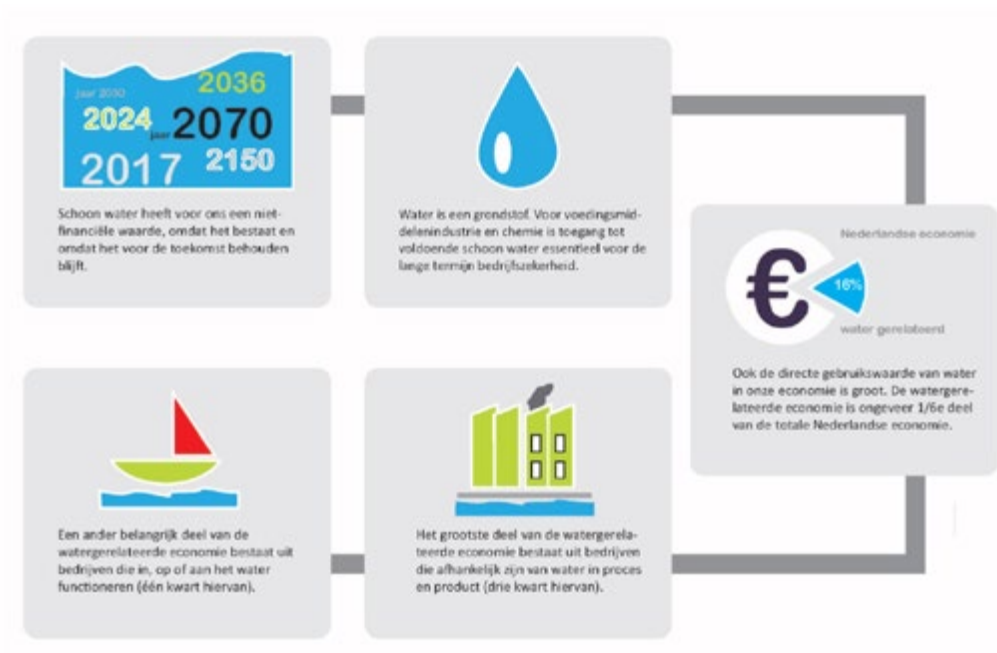 jaar 2050
2036
2024
jaar 2070
2017
2150
Schoon water heeft voor ons een niet-
financiële waarde, omdat het bestaat en
omdat het voor de toekomst behouden
blijft.
Water is een grondstof. Voor voedingsmid-
delenindustrie en chemie is toegang tot
voldoende schoon water essentieel voor de
lange termijn bedrijfszekerheid.
Nederlandse economie
€
16%
water gerelateerd
Ook de directe gebruikswaarde van water
in onze economie is groot. De watergere-
lateerde economie is ongeveer 1/6e deel
van de totale Nederlandse economie.
Het grootste deel van de watergerela-
teerde economie bestaat uit bedrijven
die afhankelijk zijn van water in proces
en product (drie kwart hiervan).
Een ander belangrijk deel van de
watergerelateerde economie bestaat uit
bedrijven die in, op of aan het water
functioneren (één kwart hiervan).